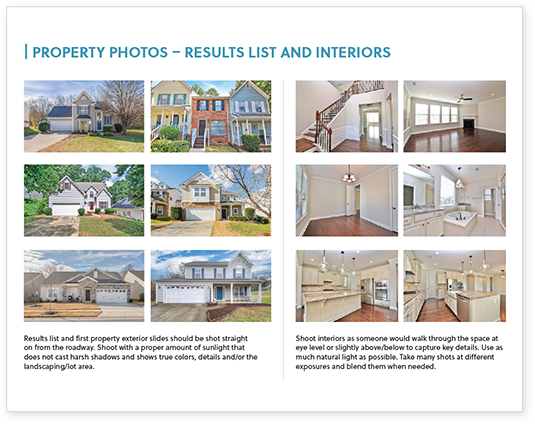 | PROPERTY PHOTOS – RESULTS LIST AND INTERIORS
Results list and first property exterior slides should be shot straight
on from the roadway. Shoot with a proper amount of sunlight that
does not cast harsh shadows and shows true colors, details and/or the
landscaping/lot area.
Shoot interiors as someone would walk through the space at
eye level or slightly above/below to capture key details. Use as
much natural light as possible. Take many shots at different
exposures and blend them when needed.